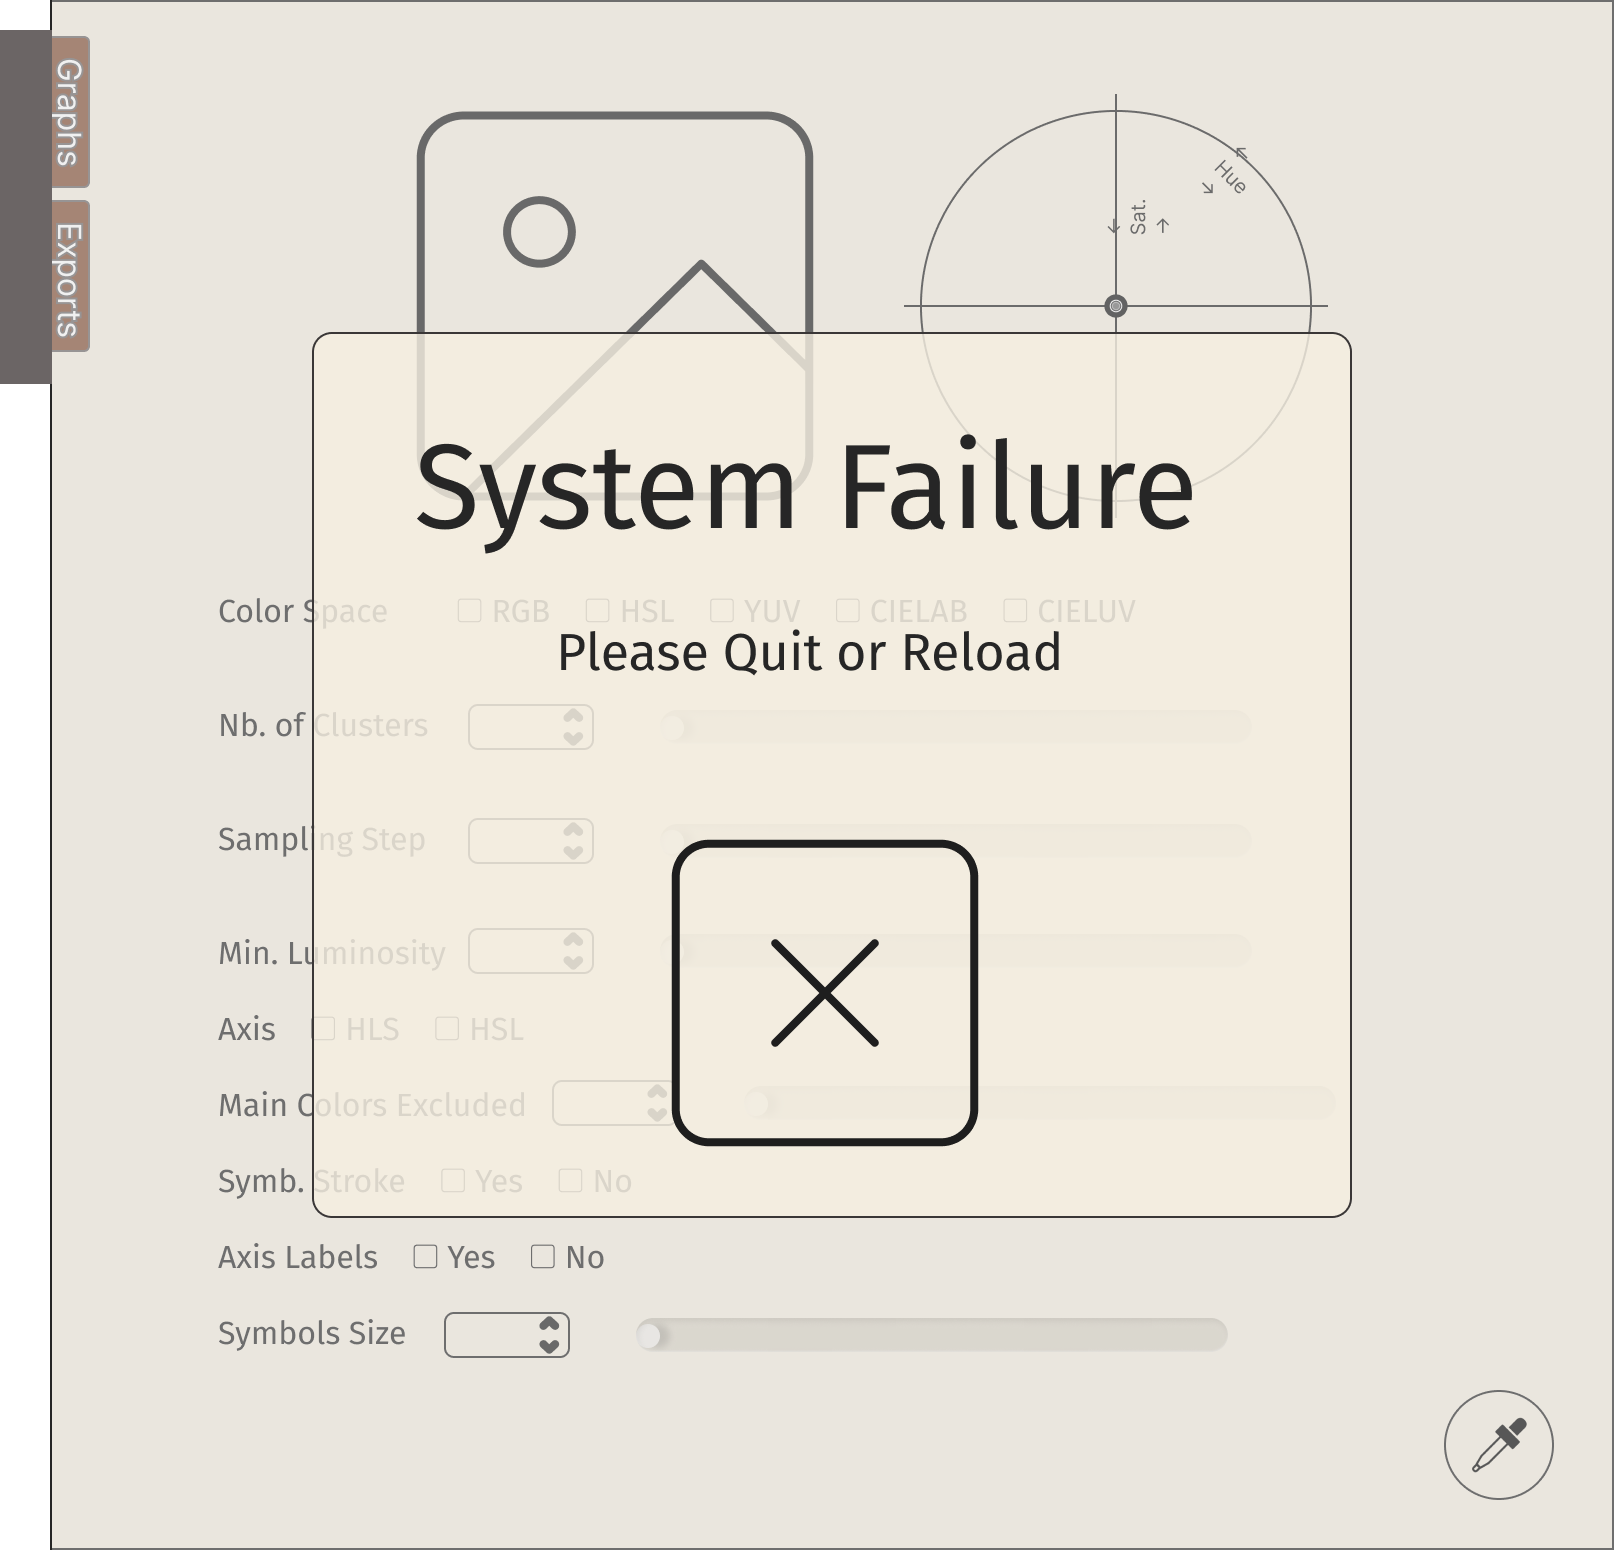 Graphs
Exports
Hue
Sat.
System Failure
Color Space RGB HSL YUV CIELAB CIELUV
Please Quit or Reload
Nb. of Clusters
Sampling Step
Min. Luminosity
Axis HLS HSL
Main Colors Excluded
Symb. Stroke Yes No
Axis Labels Yes No
Symbols Size